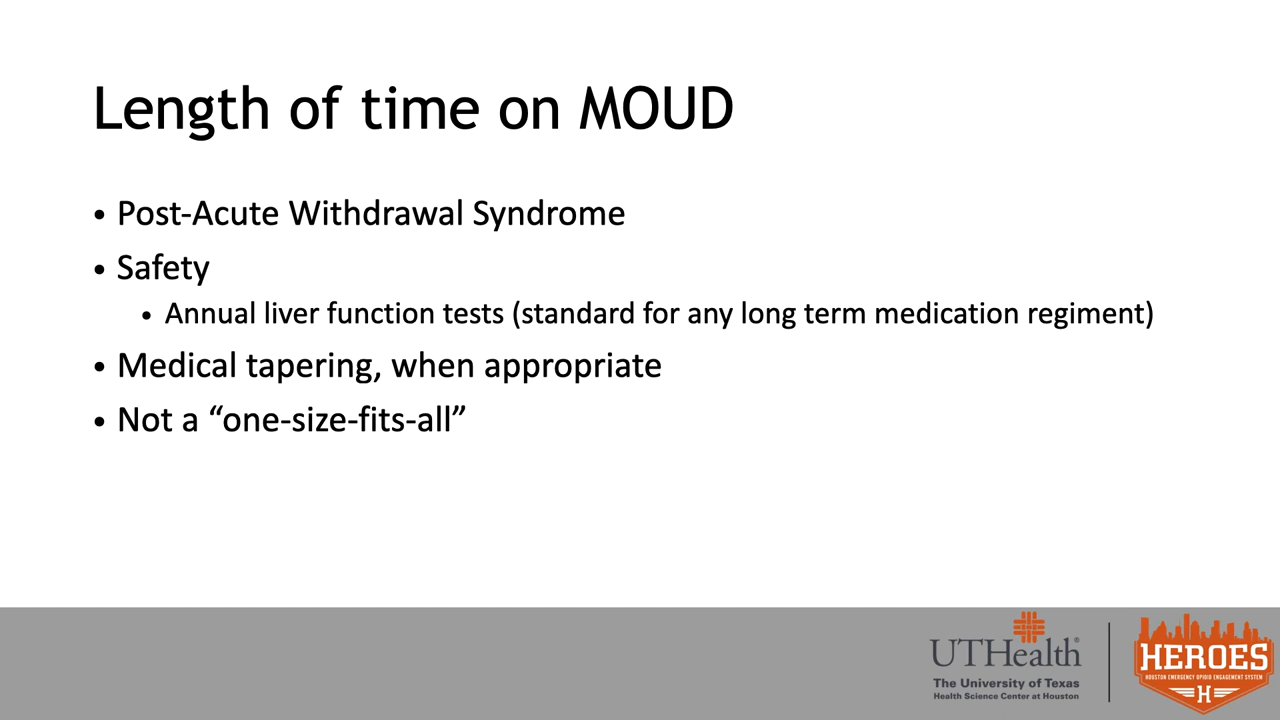 Length of time on MOUD
• Post-Acute Withdrawal Syndrome
• Safety
• Annual liver function tests (standard for any long term medication regiment)
• Medical tapering, when appropriate
• Not a “one-size-fits-all”
UTHealth®
The University of Texas
Health Science Center at Houston
HEROES
HOUSTON EMERGENCY OPIOID ENGAGEMENT SYSTEM
H